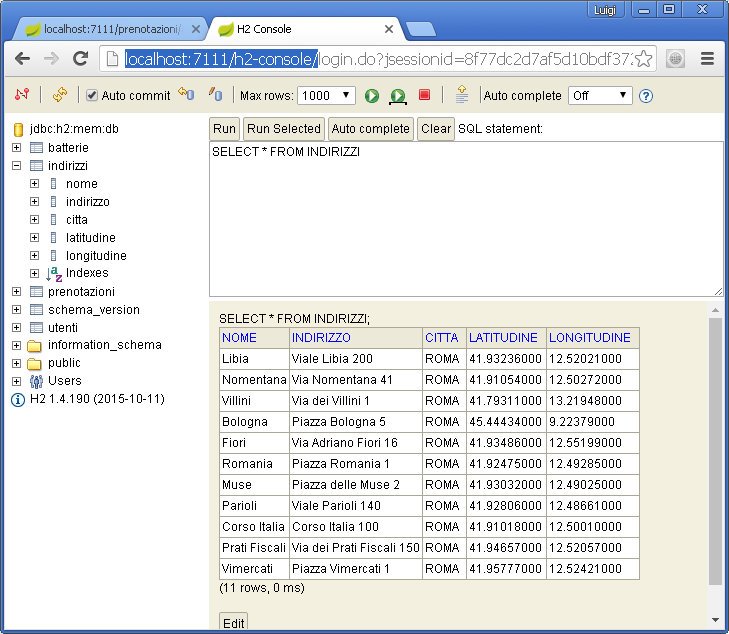 Luigi
localhost:7111/prenotazioni/
H2 Console
localhost:7111/h2-console/login.do?jsessionid=8f77dc2d7af5d10bdf37
Auto commit Max rows: 1000 Auto complete Off
jdbc:h2:mem:db
batterie
indirizzi
nome
indirizzo
citta
latitudine
longitudine
Indexes
prenotazioni
schema_version
utenti
information_schema
public
Users
H2 1.4.190 (2015-10-11)
Run Run Selected Auto complete Clear SQL statement:
SELECT * FROM INDIRIZZI
SELECT * FROM INDIRIZZI;
NOME INDIRIZZO CITTA LATITUDINE LONGITUDINE
Libia Viale Libia 200 ROMA 41.93236000 12.52021000
Nomentana Via Nomentana 41 ROMA 41.91054000 12.50272000
Villini Via dei Villini 1 ROMA 41.79311000 13.21948000
Bologna Piazza Bologna 5 ROMA 45.44434000 9.22379000
Fiori Via Adriano Fiori 16 ROMA 41.93486000 12.55199000
Romania Piazza Romania 1 ROMA 41.92475000 12.49285000
Muse Piazza delle Muse 2 ROMA 41.93032000 12.49025000
Parioli Viale Parioli 140 ROMA 41.92806000 12.48661000
Corso Italia Corso Italia 100 ROMA 41.91018000 12.50010000
Prati Fiscali Via dei Prati Fiscali 150 ROMA 41.94657000 12.52057000
Vimercati Piazza Vimercati 1 ROMA 41.95777000 12.52421000
(11 rows, 0 ms)
Edit